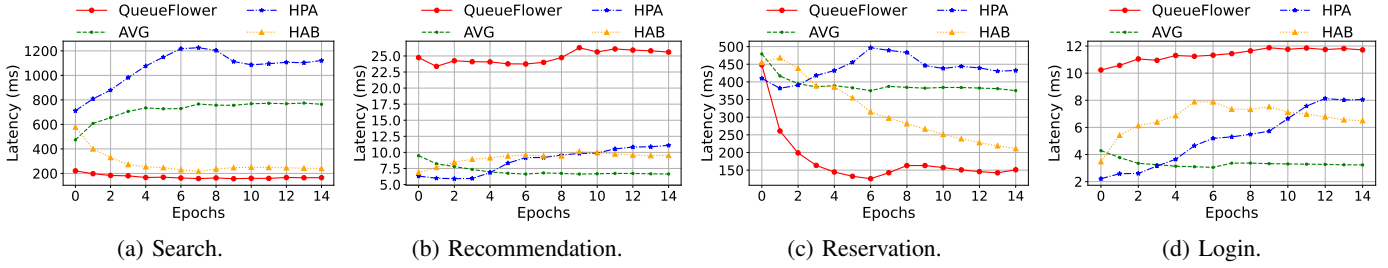 QueueFlower HPA
AVG HAB
1200
1000
800
600
400
200
Latency (ms)
0 2 4 6 8 10 12 14
Epochs
(a) Search.
QueueFlower HPA
AVG HAB
25.0
22.5
20.0
17.5
15.0
12.5
10.0
7.5
5.0
Latency (ms)
0 2 4 6 8 10 12 14
Epochs
(b) Recommendation.
QueueFlower HPA
AVG HAB
500
450
400
350
300
250
200
150
Latency (ms)
0 2 4 6 8 10 12 14
Epochs
(c) Reservation.
QueueFlower HPA
AVG HAB
12
10
8
6
4
2
Latency (ms)
0 2 4 6 8 10 12 14
Epochs
(d) Login.